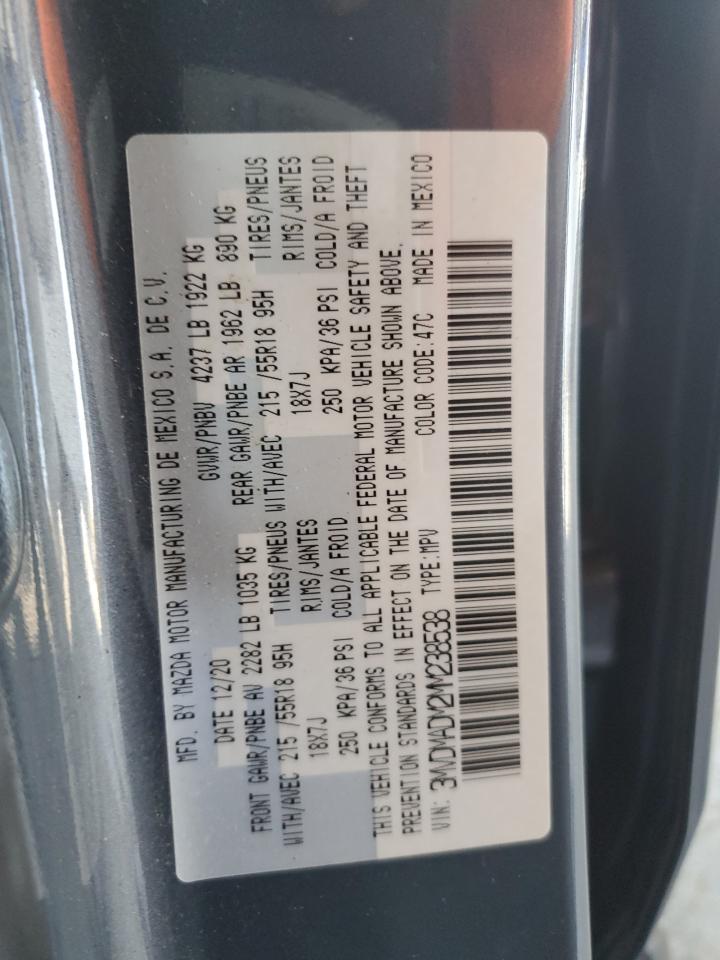 MFD. BY MAZDA MOTOR MANUFACTURING DE MEXICO S.A. DE C.V.
DATE 12/20 GVWR/PNBV 4237 LB 1922 KG
FRONT GAWR/PNBE AV 2282 LB 1035 KG REAR GAWR/PNBE AR 1962 LB 890 KG
WITH/AVEC 215 /55R18 95H TIRES/PNEUS WITH/AVEC 215 /55R18 95H TIRES/PNEUS
18X7J RIMS/JANTES 18X7J RIMS/JANTES
250 KPA/36 PSI COLD/A FROID 250 KPA/36 PSI COLD/A FROID
THIS VEHICLE CONFORMS TO ALL APPLICABLE FEDERAL MOTOR VEHICLE SAFETY AND THEFT
PREVENTION STANDARDS IN EFFECT ON THE DATE OF MANUFACTURE SHOWN ABOVE.
VIN: 3MVDMADY2MM238538 TYPE:MPV COLOR CODE:47C MADE IN MEXICO